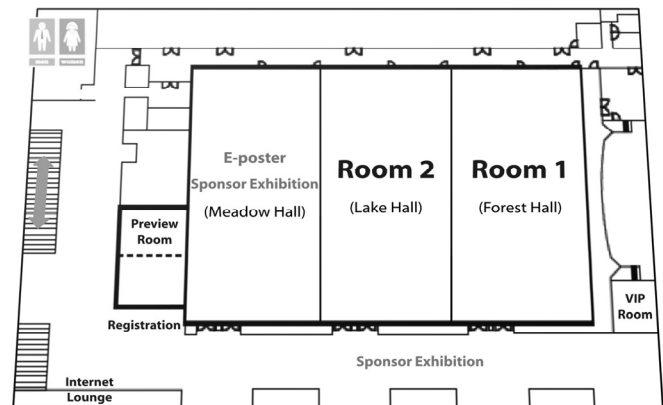 E-poster
Sponsor Exhibition
(Meadow Hall)
Room 2
(Lake Hall)
Room 1
(Forest Hall)
Preview
Room
VIP
Room
Registration
Sponsor Exhibition
Internet
Lounge